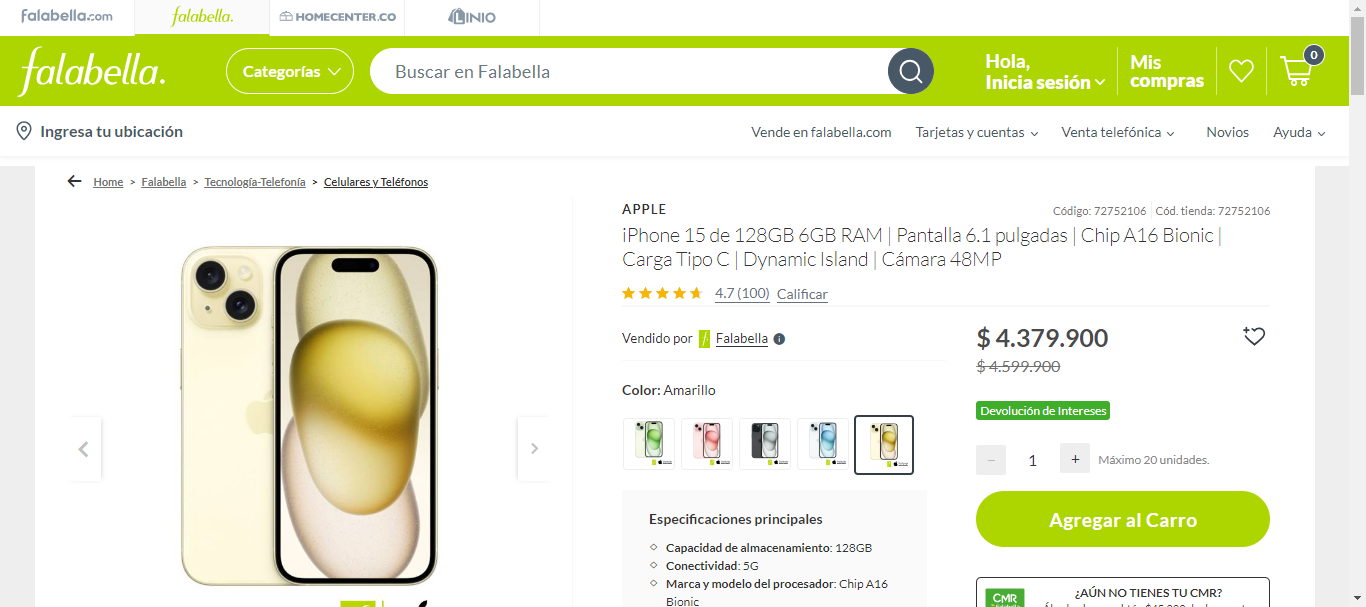 falabella.com
falabella.
HOMECENTER.CO
LINIO
falabella.
Categorías
Buscar en Falabella
Hola,
Inicia sesión
Mis
compras
0
Ingresa tu ubicación
Vende en falabella.com
Tarjetas y cuentas
Venta telefónica
Novios
Ayuda
Home > Falabella > Tecnología-Telefonía > Celulares y Teléfonos
APPLE
Código: 72752106 Cód. tienda: 72752106
iPhone 15 de 128GB 6GB RAM | Pantalla 6.1 pulgadas | Chip A16 Bionic |
Carga Tipo C | Dynamic Island | Cámara 48MP
4.7 (100) Calificar
Vendido por Falabella
$ 4.379.900
$ 4.599.900
Color: Amarillo
Devolución de Intereses
− 1 + Máximo 20 unidades.
Agregar al Carro
Especificaciones principales
Capacidad de almacenamiento: 128GB
Conectividad: 5G
Marca y modelo del procesador: Chip A16
Bionic
CMR
¿AÚN NO TIENES TU CMR?